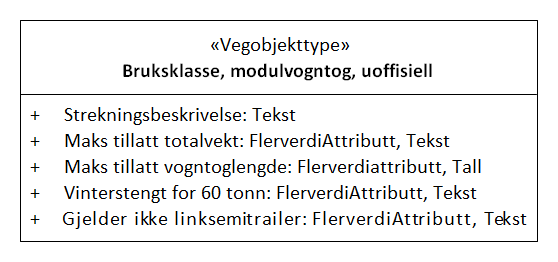 «Vegobjekttype»
Bruksklasse, modulvogntog, uoffisiell
+ Strekningsbeskrivelse: Tekst
+ Maks tillatt totalvekt: FlerverdiAttributt, Tekst
+ Maks tillatt vogntoglengde: Flerverdiattributt, Tall
+ Vinterstengt for 60 tonn: FlerverdiAttributt, Tekst
+ Gjelder ikke linksemitrailer: FlerverdiAttributt, Tekst